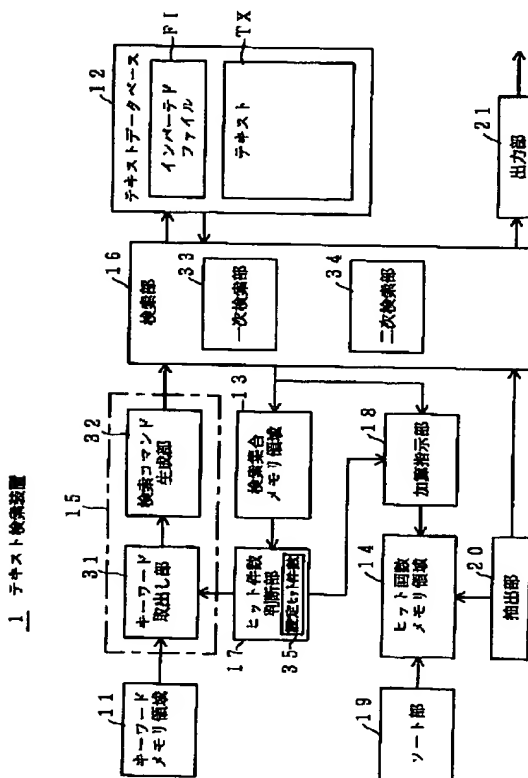 1 テキスト検索装置
11
キーワード
メモリ領域
15
31
キーワード
取出し部
32
検索コマンド
生成部
16
検索部
33
一次検索部
34
二次検索部
12
テキストデータベース
FI
インバーテド
ファイル
TX
テキスト
17
ヒット件数
判断部
設定ヒット件数
35
13
検索集合
メモリ領域
18
加算指示部
14
ヒット回数
メモリ領域
19
ソート部
20
抽出部
21
出力部